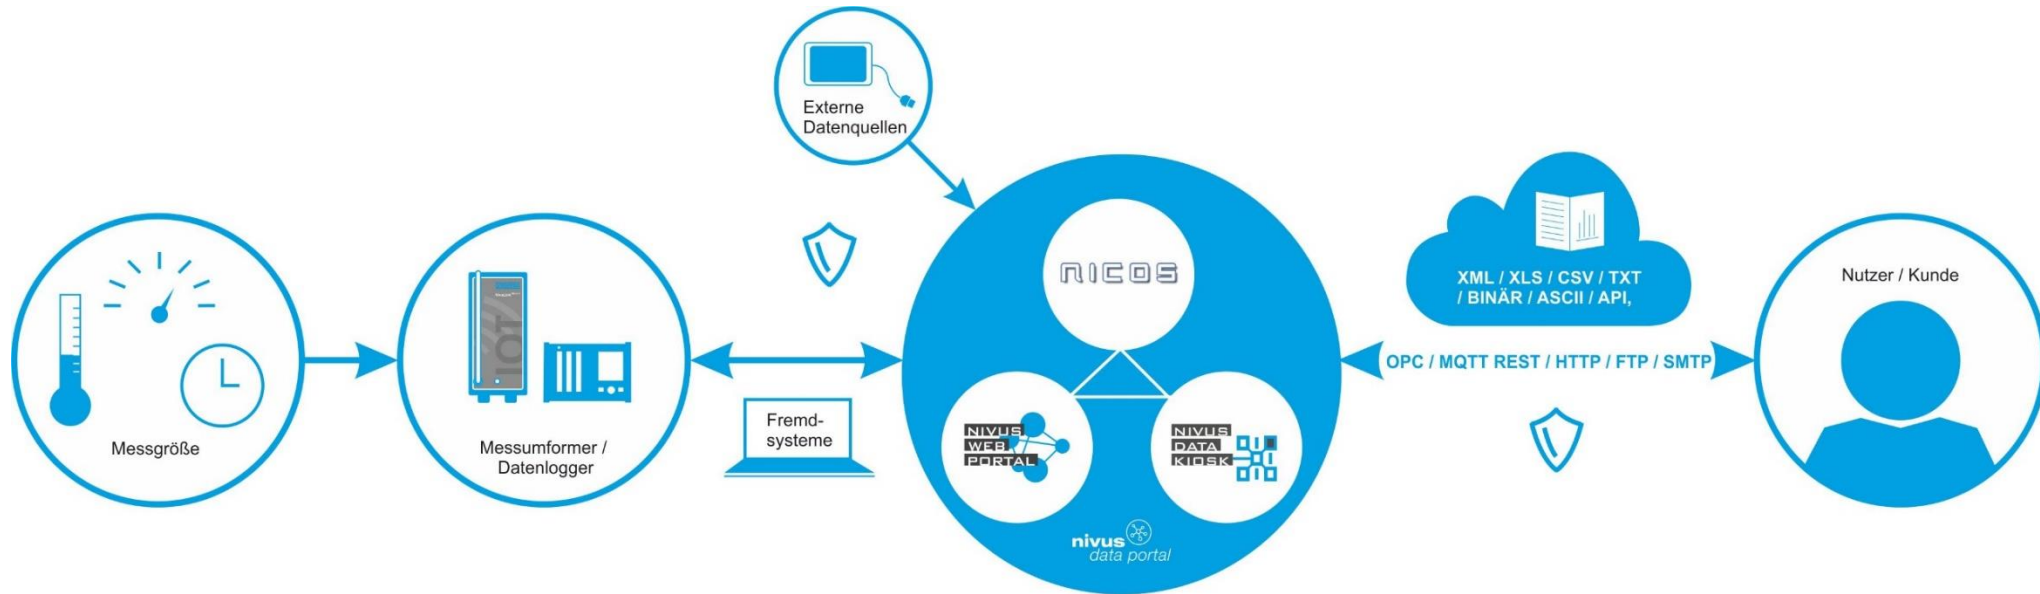 Externe
Datenquellen
Messgröße
IOT
Messumformer /
Datenlogger
Fremd-
systeme
NICOS
NIVUS
WEB
PORTAL
NIVUS
DATA
KIOSK
nivus
data portal
XML / XLS / CSV / TXT
/ BINÄR / ASCII / API,
OPC / MQTT REST / HTTP / FTP / SMTP
Nutzer / Kunde